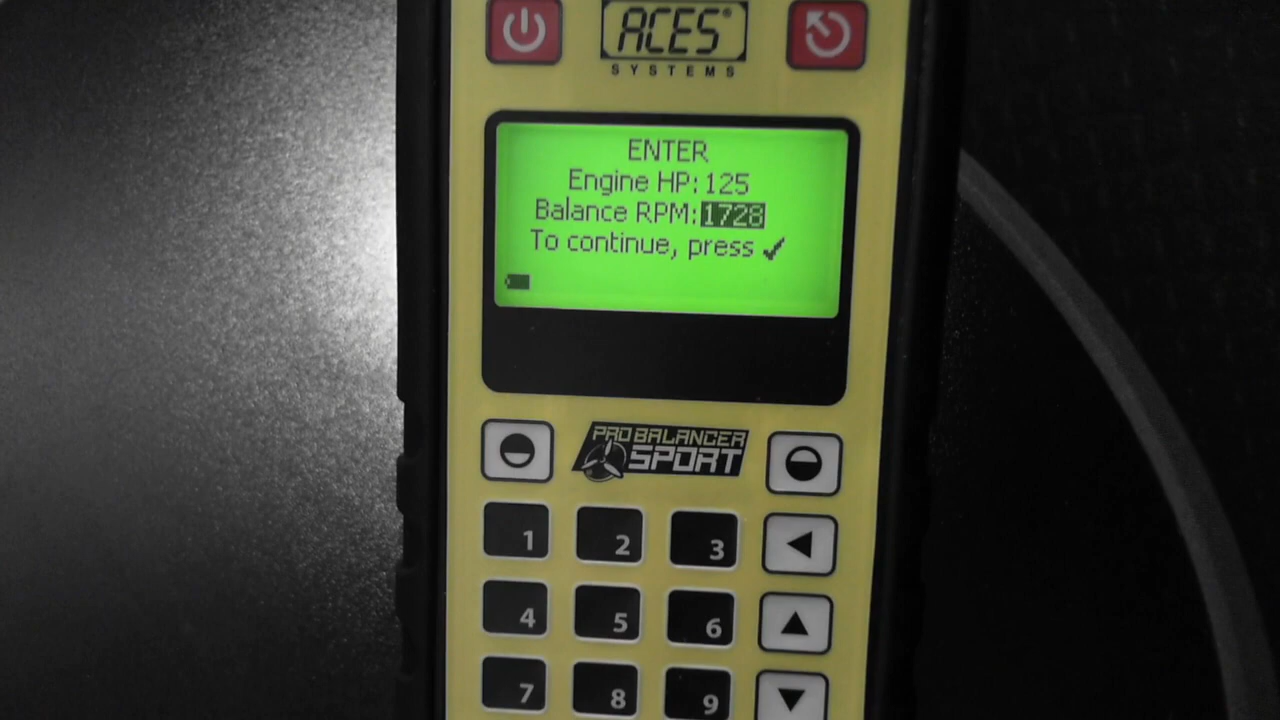 ACES®
SYSTEMS
ENTER
Engine HP: 125
Balance RPM: 1728
To continue, press ✓
PRO BALANCER
SPORT
1 2 3
4 5 6
7 8 9